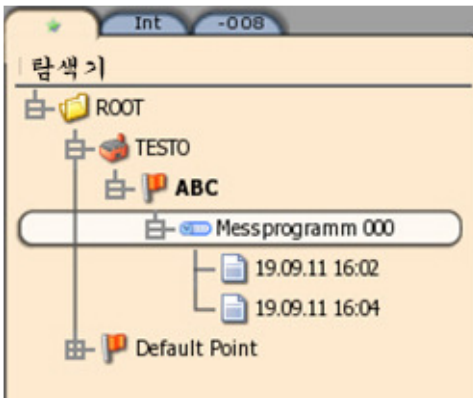 Int -008
탐색기
ROOT
TESTO
ABC
Messprogramm 000
19.09.11 16:02
19.09.11 16:04
Default Point